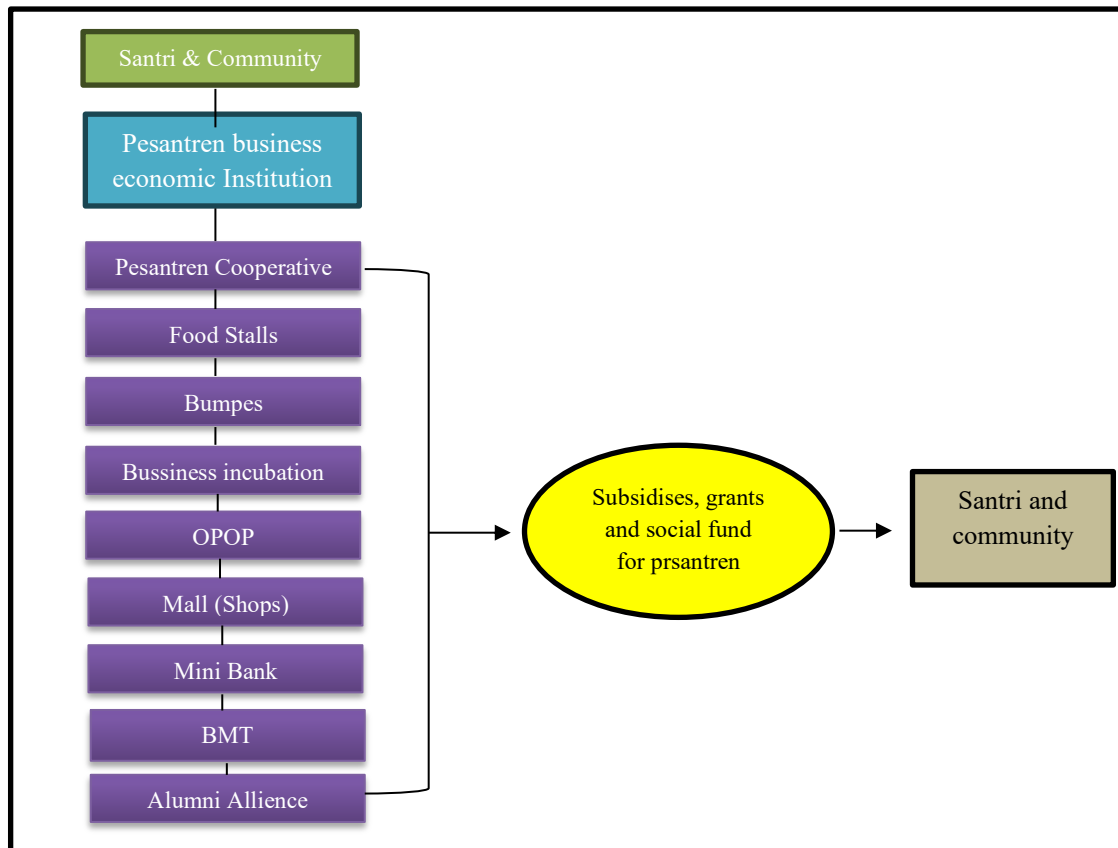 Santri & Community
Pesantren business
economic Institution
Pesantren Cooperative
Food Stalls
Bumpes
Bussiness incubation
OPOP
Mall (Shops)
Mini Bank
BMT
Alumni Allience
Subsidises, grants
and social fund
for prsantren
Santri and
community